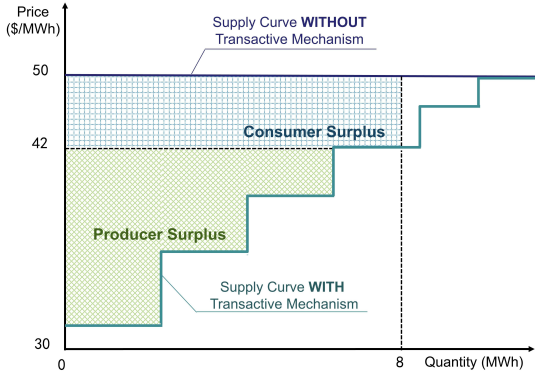 Price
($/MWh)
Supply Curve WITHOUT
Transactive Mechanism
50
Consumer Surplus
42
Producer Surplus
Supply Curve WITH
Transactive Mechanism
30
0
8
Quantity (MWh)